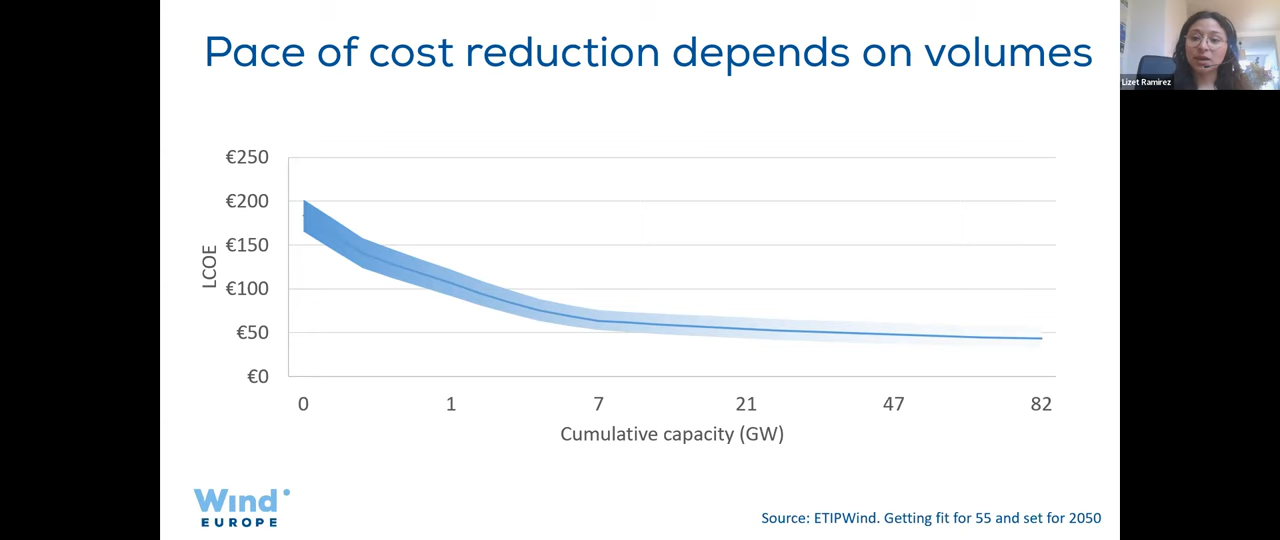 Pace of cost reduction depends on volumes
Lizet Ramirez
€250
€200
€150
€100
€50
€0
LCOE
0 1 7 21 47 82
Cumulative capacity (GW)
Wind
EUROPE
Source: ETIPWind. Getting fit for 55 and set for 2050